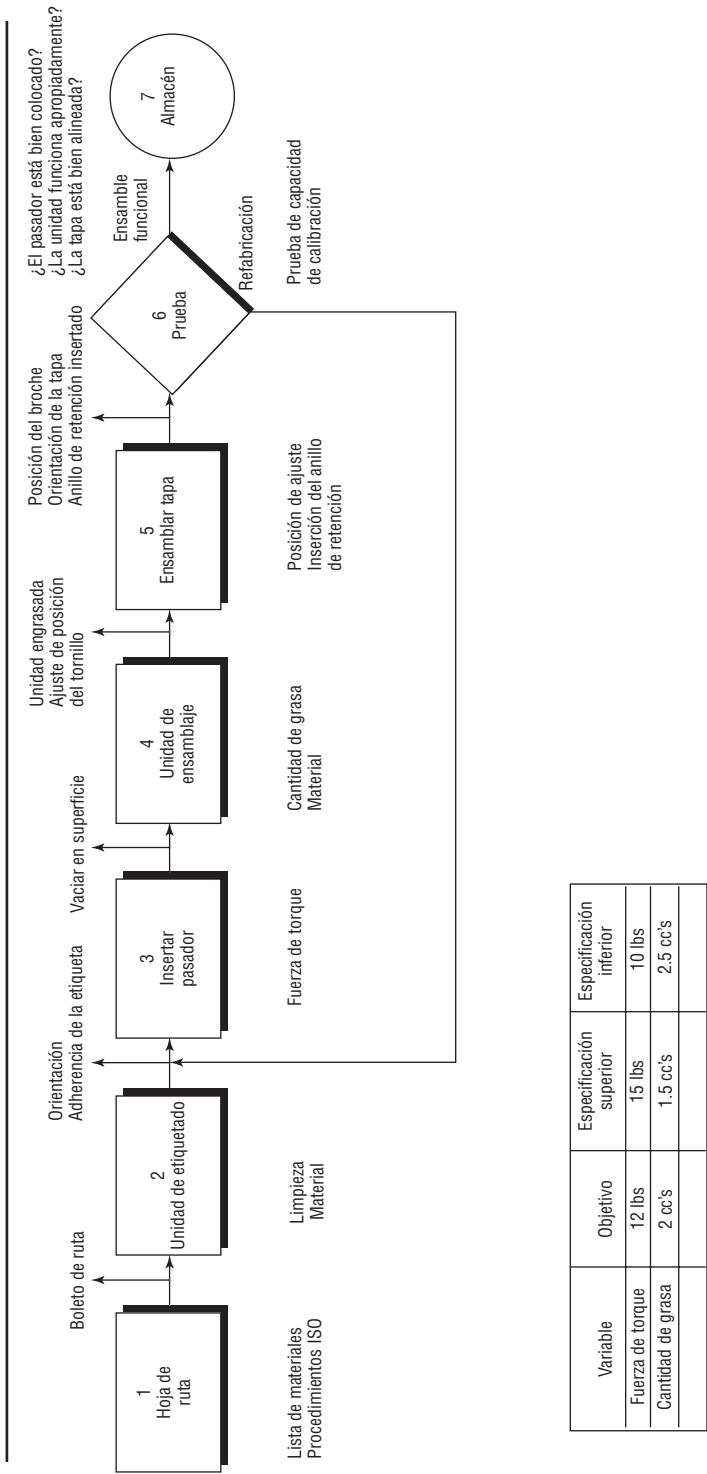 Boleto de ruta
1
Hoja de
ruta
Lista de materiales
Procedimientos ISO
Orientación
Adherencia de la etiqueta
2
Unidad de etiquetado
Limpieza
Material
Vaciar en superficie
3
Insertar
pasador
Fuerza de torque
Unidad engrasada
Ajuste de posición
del tornillo
4
Unidad de
ensamblaje
Cantidad de grasa
Material
Posición del broche
Orientación de la tapa
Anillo de retención insertado
5
Ensamblar tapa
Posición de ajuste
Inserción del anillo
de retención
¿El pasador está bien colocado?
¿La unidad funciona apropiadamente?
¿La tapa está bien alineada?
6
Prueba
Ensamble
funcional
Refabricación
Prueba de capacidad
de calibración
7
Almacén
Variable
Objetivo
Especificación
superior
Especificación
inferior
Fuerza de torque
12 lbs
15 lbs
10 lbs
Cantidad de grasa
2 cc's
1.5 cc's
2.5 cc's